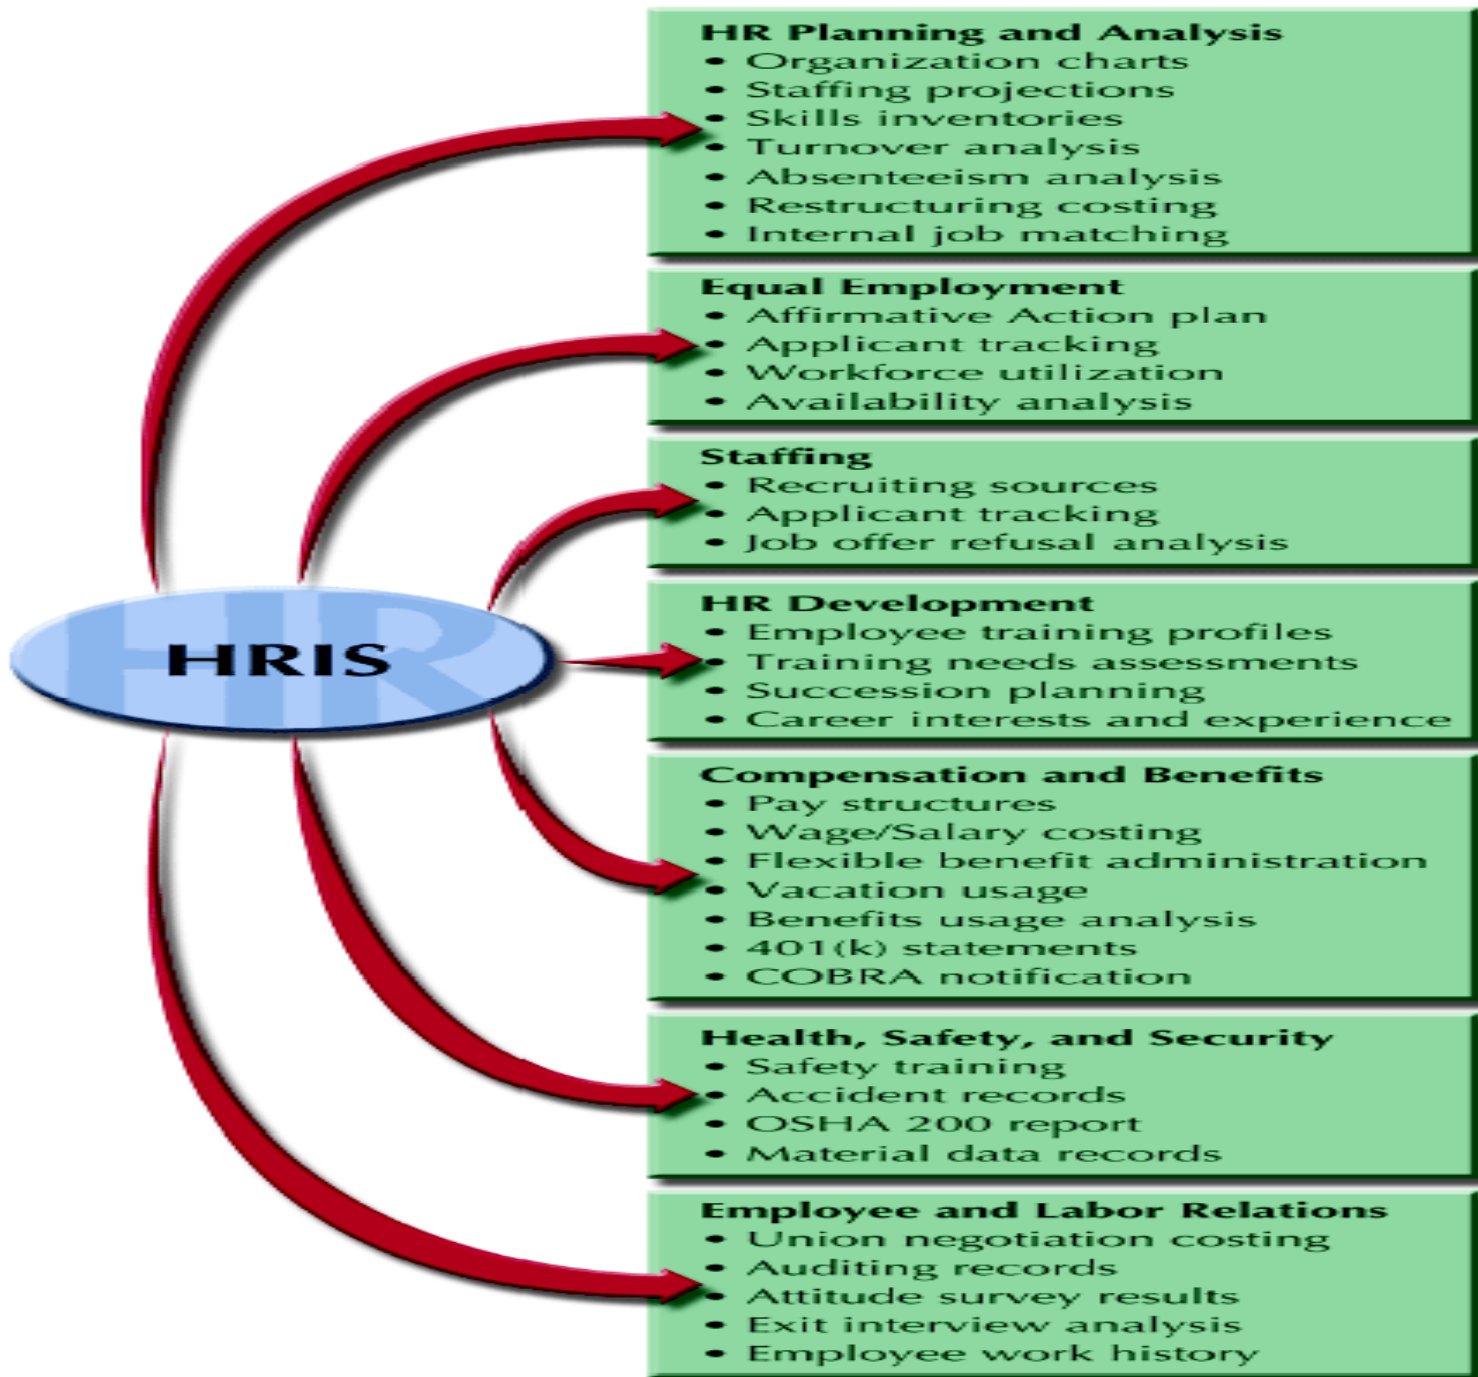 HR Planning and Analysis
• Organization charts
• Staffing projections
• Skills inventories
• Turnover analysis
• Absenteeism analysis
• Restructuring costing
• Internal job matching
Equal Employment
• Affirmative Action plan
• Applicant tracking
• Workforce utilization
• Availability analysis
Staffing
• Recruiting sources
• Applicant tracking
• Job offer refusal analysis
HR
HRIS
HR Development
• Employee training profiles
• Training needs assessments
• Succession planning
• Career interests and experience
Compensation and Benefits
• Pay structures
• Wage/Salary costing
• Flexible benefit administration
• Vacation usage
• Benefits usage analysis
• 401(k) statements
• COBRA notification
Health, Safety, and Security
• Safety training
• Accident records
• OSHA 200 report
• Material data records
Employee and Labor Relations
• Union negotiation costing
• Auditing records
• Attitude survey results
• Exit interview analysis
• Employee work history